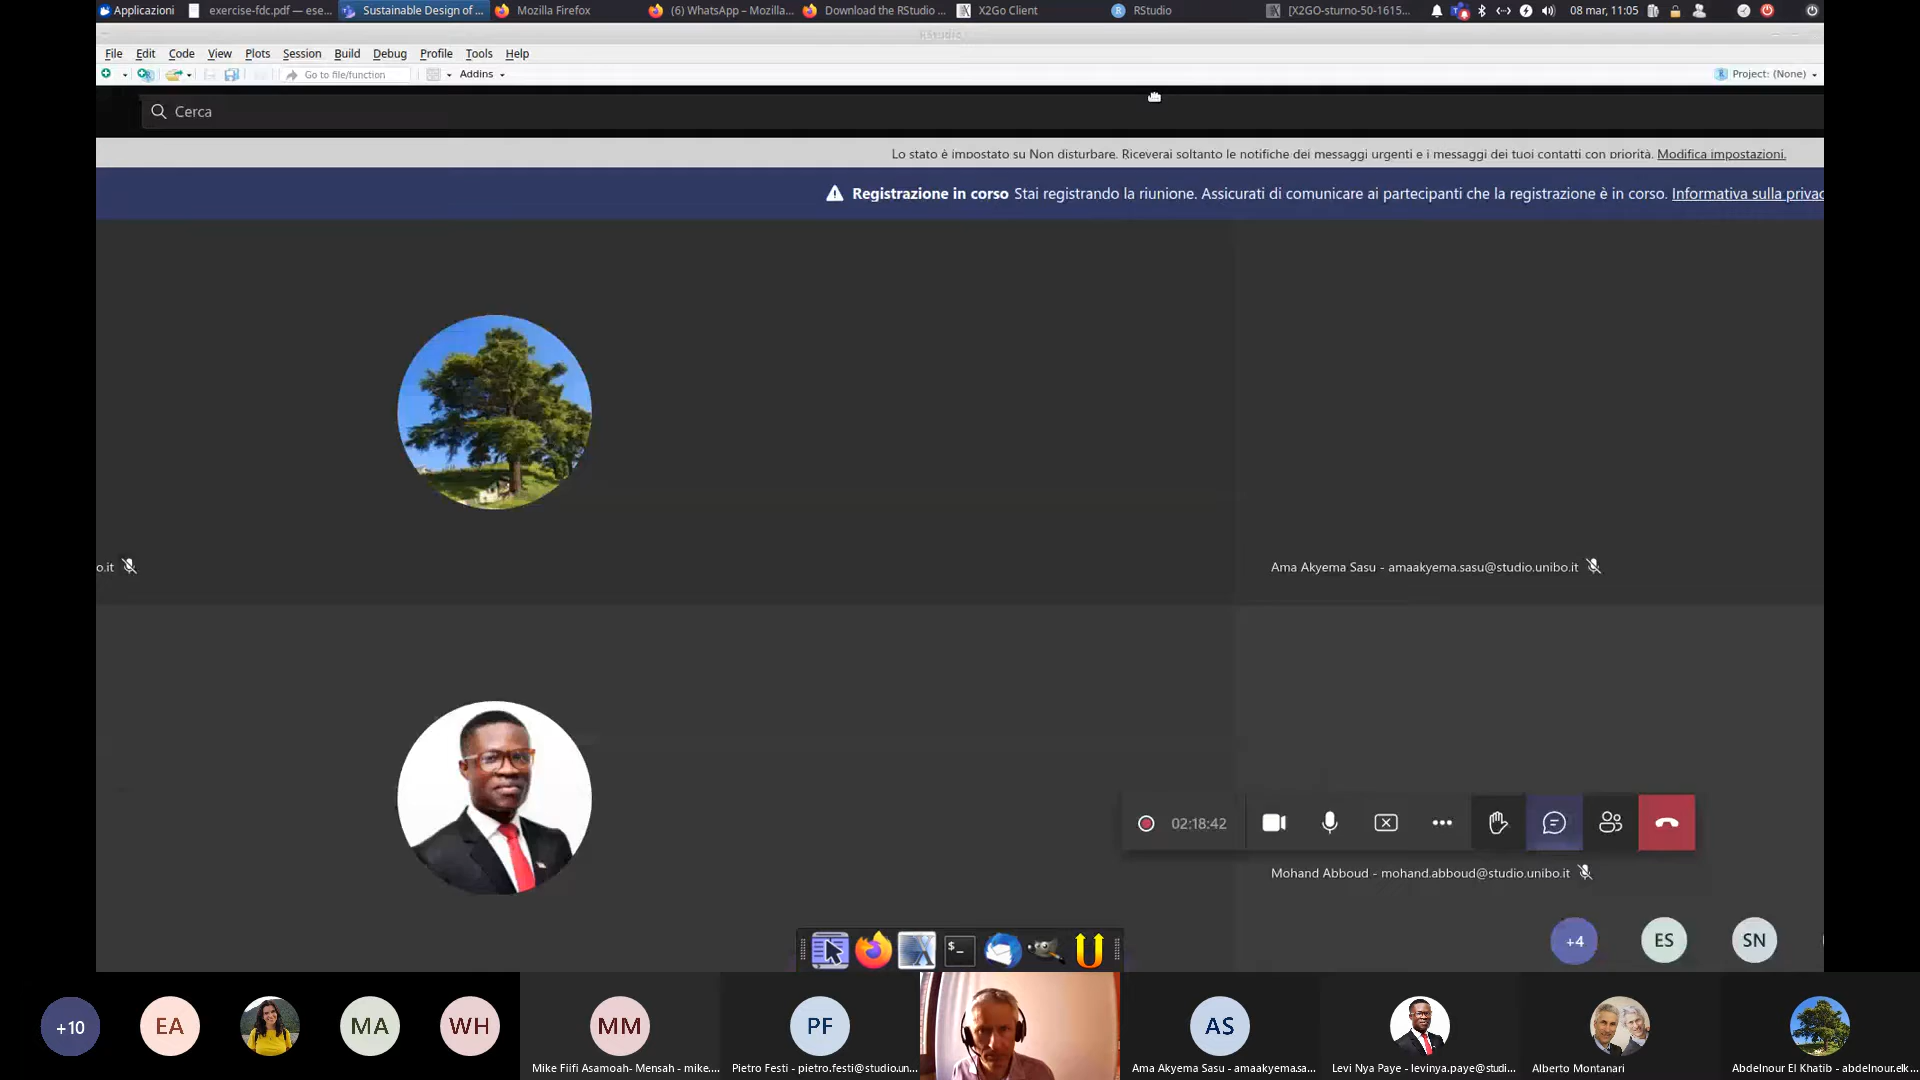 Applicazioni exercise-fdc.pdf — ese... Sustainable Design of ... Mozilla Firefox (6) WhatsApp – Mozilla... Download the RStudio ... X2Go Client RStudio [X2GO-sturno-50-1615... 08 mar, 11:05
RStudio
File Edit Code View Plots Session Build Debug Profile Tools Help
Go to file/function Addins Project: (None)
Cerca
Lo stato è impostato su Non disturbare. Riceverai soltanto le notifiche dei messaggi urgenti e i messaggi dei tuoi contatti con priorità. Modifica impostazioni.
Registrazione in corso Stai registrando la riunione. Assicurati di comunicare ai partecipanti che la registrazione è in corso. Informativa sulla privac
o.it Ama Akyema Sasu - amaakyema.sasu@studio.unibo.it
02:18:42
Mohand Abboud - mohand.abboud@studio.unibo.it
+4 ES SN
+10 EA MA WH MM PF AS
Mike Fiifi Asamoah- Mensah - mike.... Pietro Festi - pietro.festi@studio.un... Ama Akyema Sasu - amaakyema.sa... Levi Nya Paye - levinya.paye@studi... Alberto Montanari Abdelnour El Khatib - abdelnour.elk...